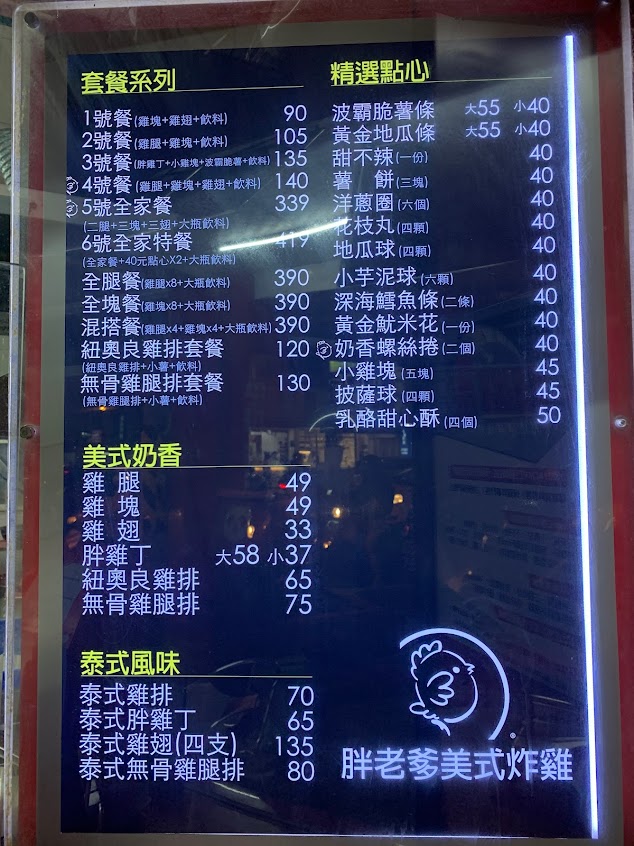 套餐系列
1號餐(雞塊+雞翅+飲料) 90
2號餐(雞腿+雞塊+飲料) 105
3號餐(胖雞丁+小雞塊+波霸脆薯+飲料) 135
4號餐(雞腿+雞塊+雞翅+飲料) 140
5號全家餐 339
(二腿+三塊+三翅+大瓶飲料)
6號全家特餐 419
(全家餐+40元點心X2+大瓶飲料)
全腿餐(雞腿x8+大瓶飲料) 390
全塊餐(雞塊x8+大瓶飲料) 390
混搭餐(雞腿x4+雞塊x4+大瓶飲料) 390
紐奧良雞排套餐 120
(紐奧良雞排+小薯+飲料)
無骨雞腿排套餐 130
(無骨雞腿排+小薯+飲料)
美式奶香
雞腿 49
雞塊 49
雞翅 33
胖雞丁 大58 小37
紐奧良雞排 65
無骨雞腿排 75
泰式風味
泰式雞排 70
泰式胖雞丁 65
泰式雞翅(四支) 135
泰式無骨雞腿排 80
精選點心
波霸脆薯條 大55 小40
黃金地瓜條 大55 小40
甜不辣(一份) 40
薯餅(三塊) 40
洋蔥圈(六個) 40
花枝丸(四顆) 40
地瓜球(四顆) 40
小芋泥球(六顆) 40
深海鱈魚條(二條) 40
黃金魷米花(一份) 40
奶香螺絲捲(二個) 40
小雞塊(五塊) 45
披薩球(四顆) 45
乳酪甜心酥(四個) 50
胖老爹美式炸雞